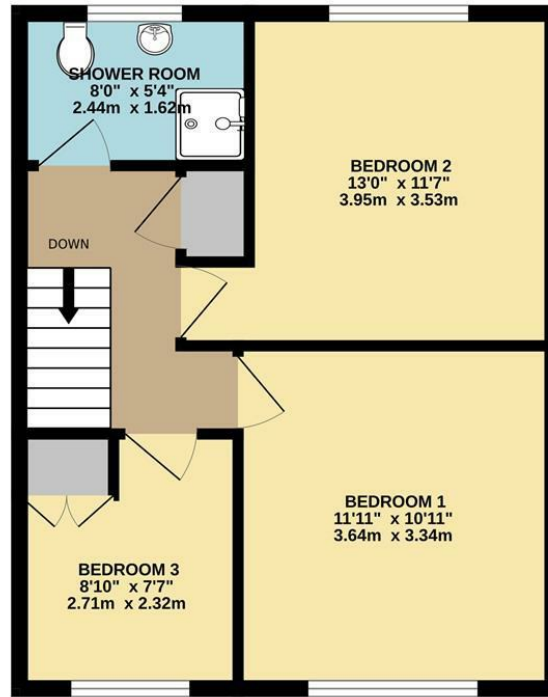 SHOWER ROOM
8'0" x 5'4"
2.44m x 1.62m
BEDROOM 2
13'0" x 11'7"
3.95m x 3.53m
DOWN
BEDROOM 1
11'11" x 10'11"
3.64m x 3.34m
BEDROOM 3
8'10" x 7'7"
2.71m x 2.32m